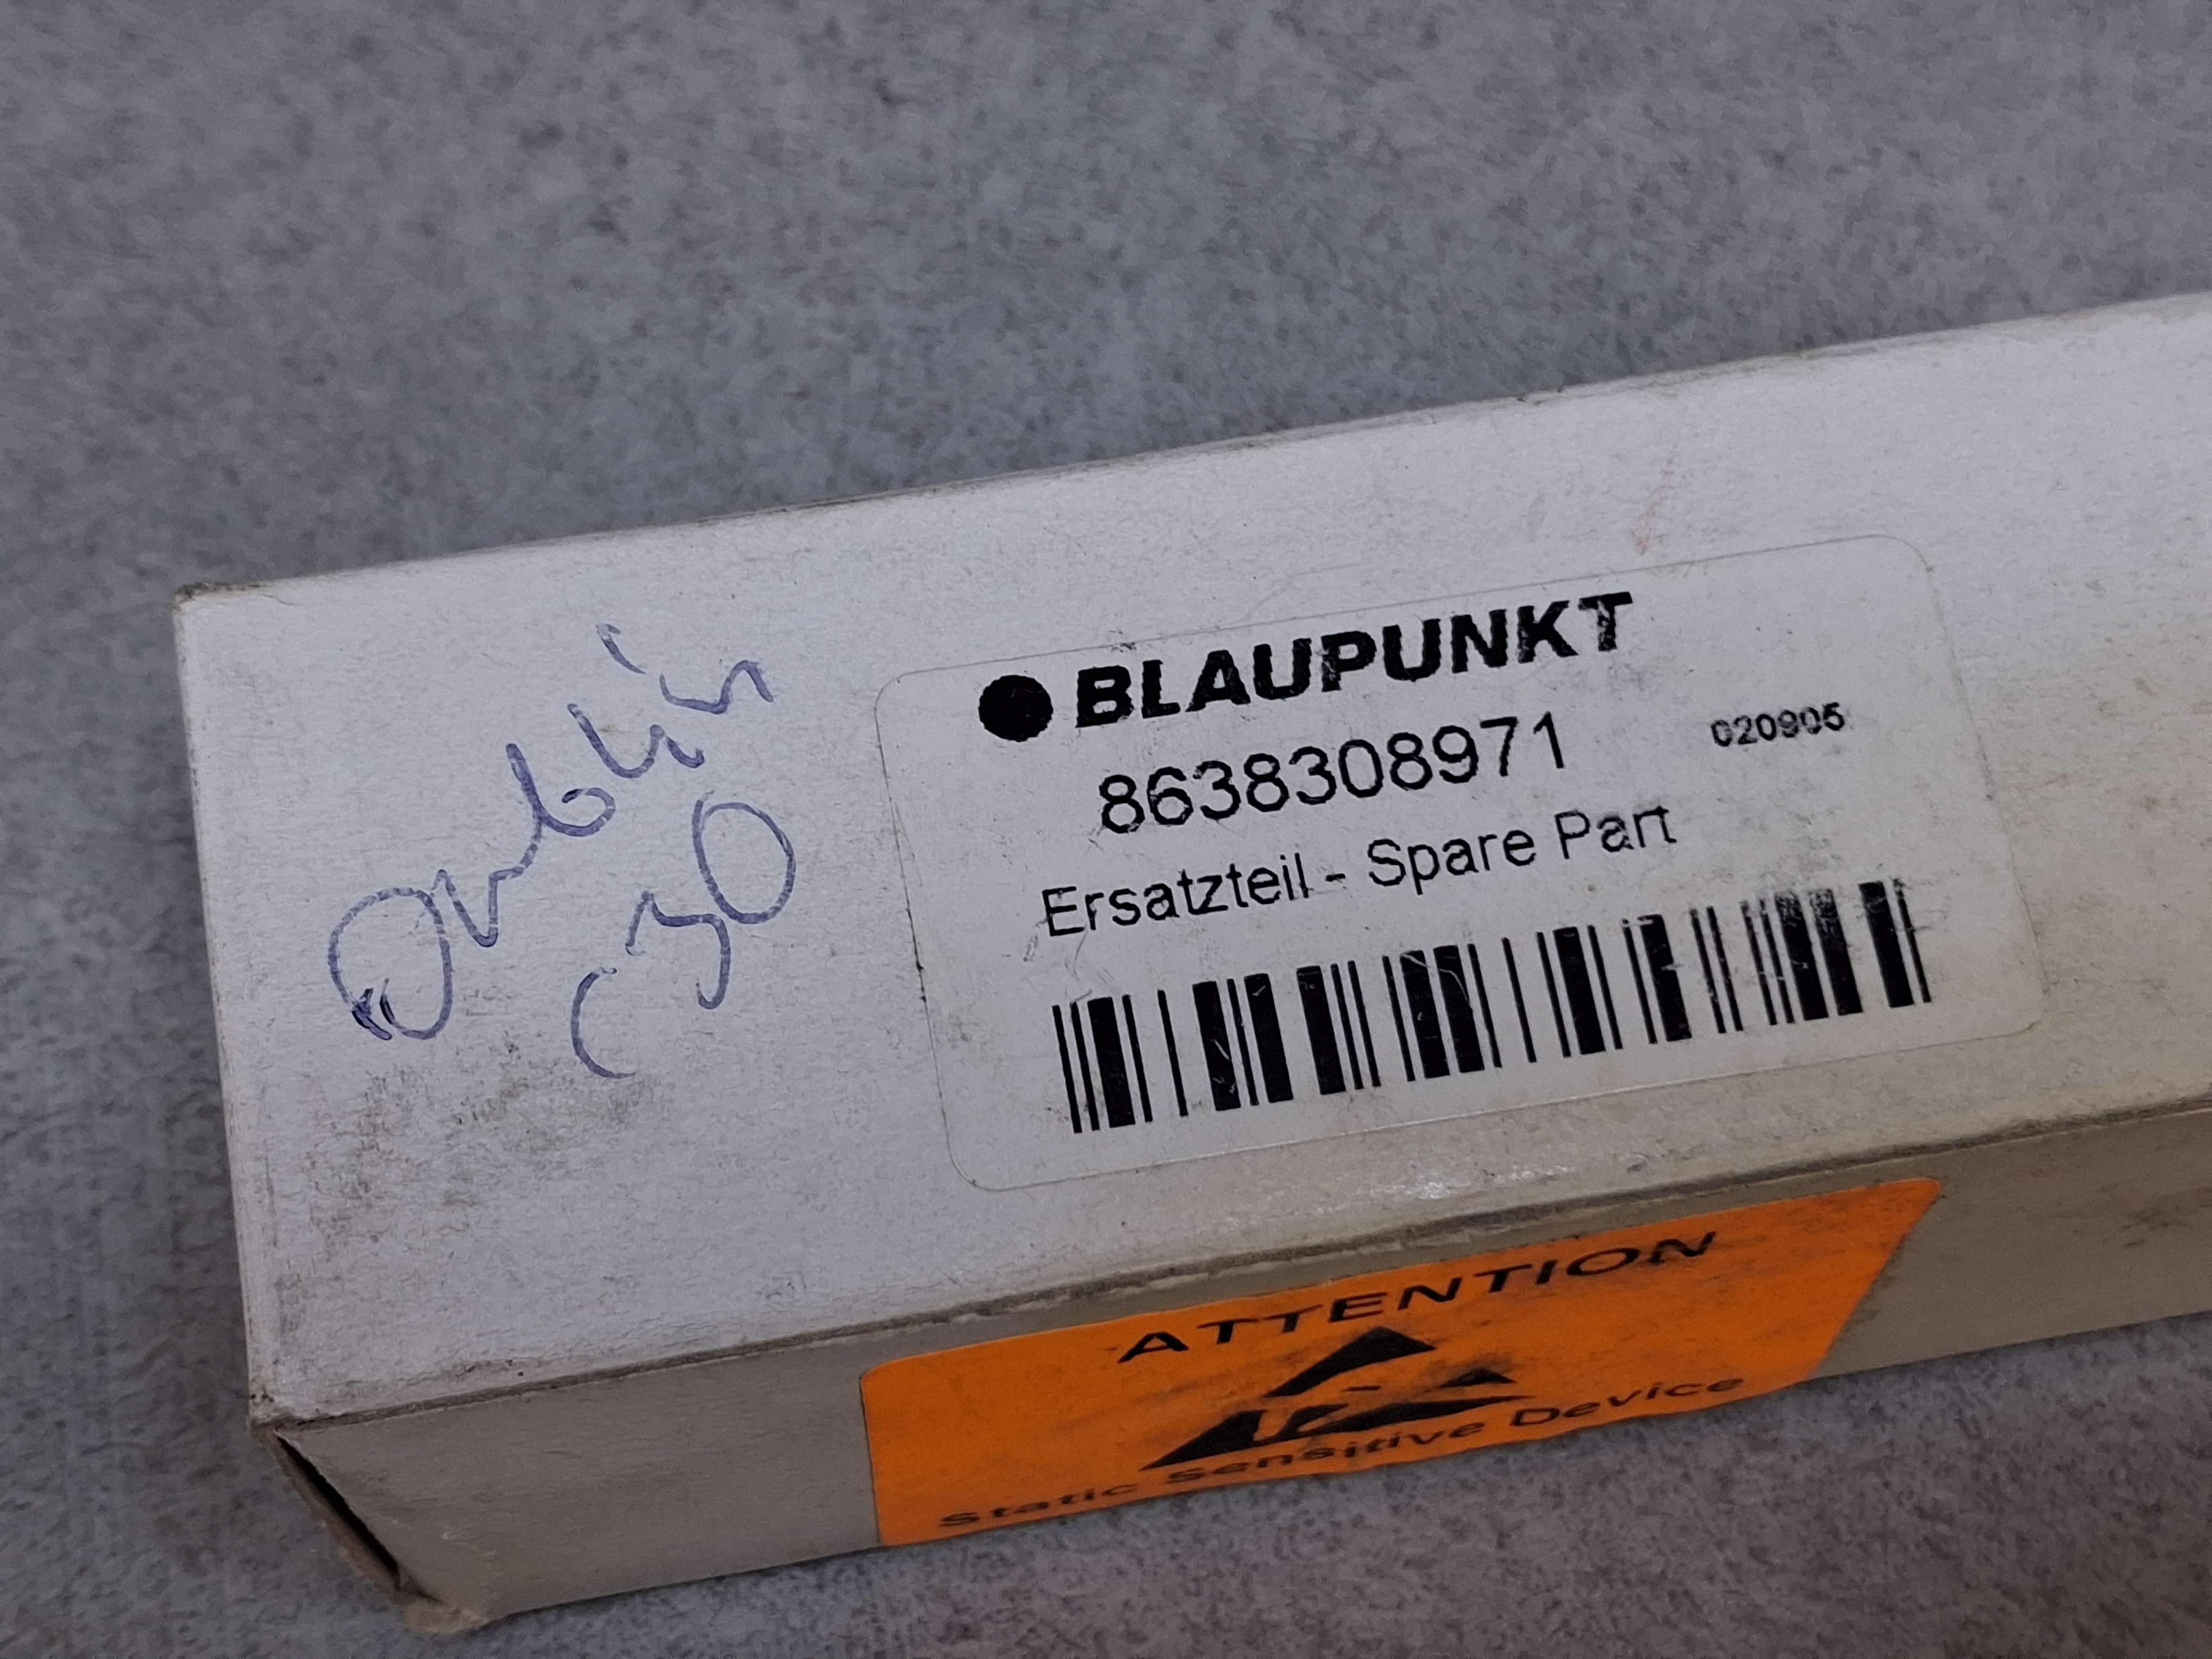 Dublin
C30
BLAUPUNKT
8638308971
020905
Ersatzteil - Spare Part
ATTENTION
Static Sensitive Device